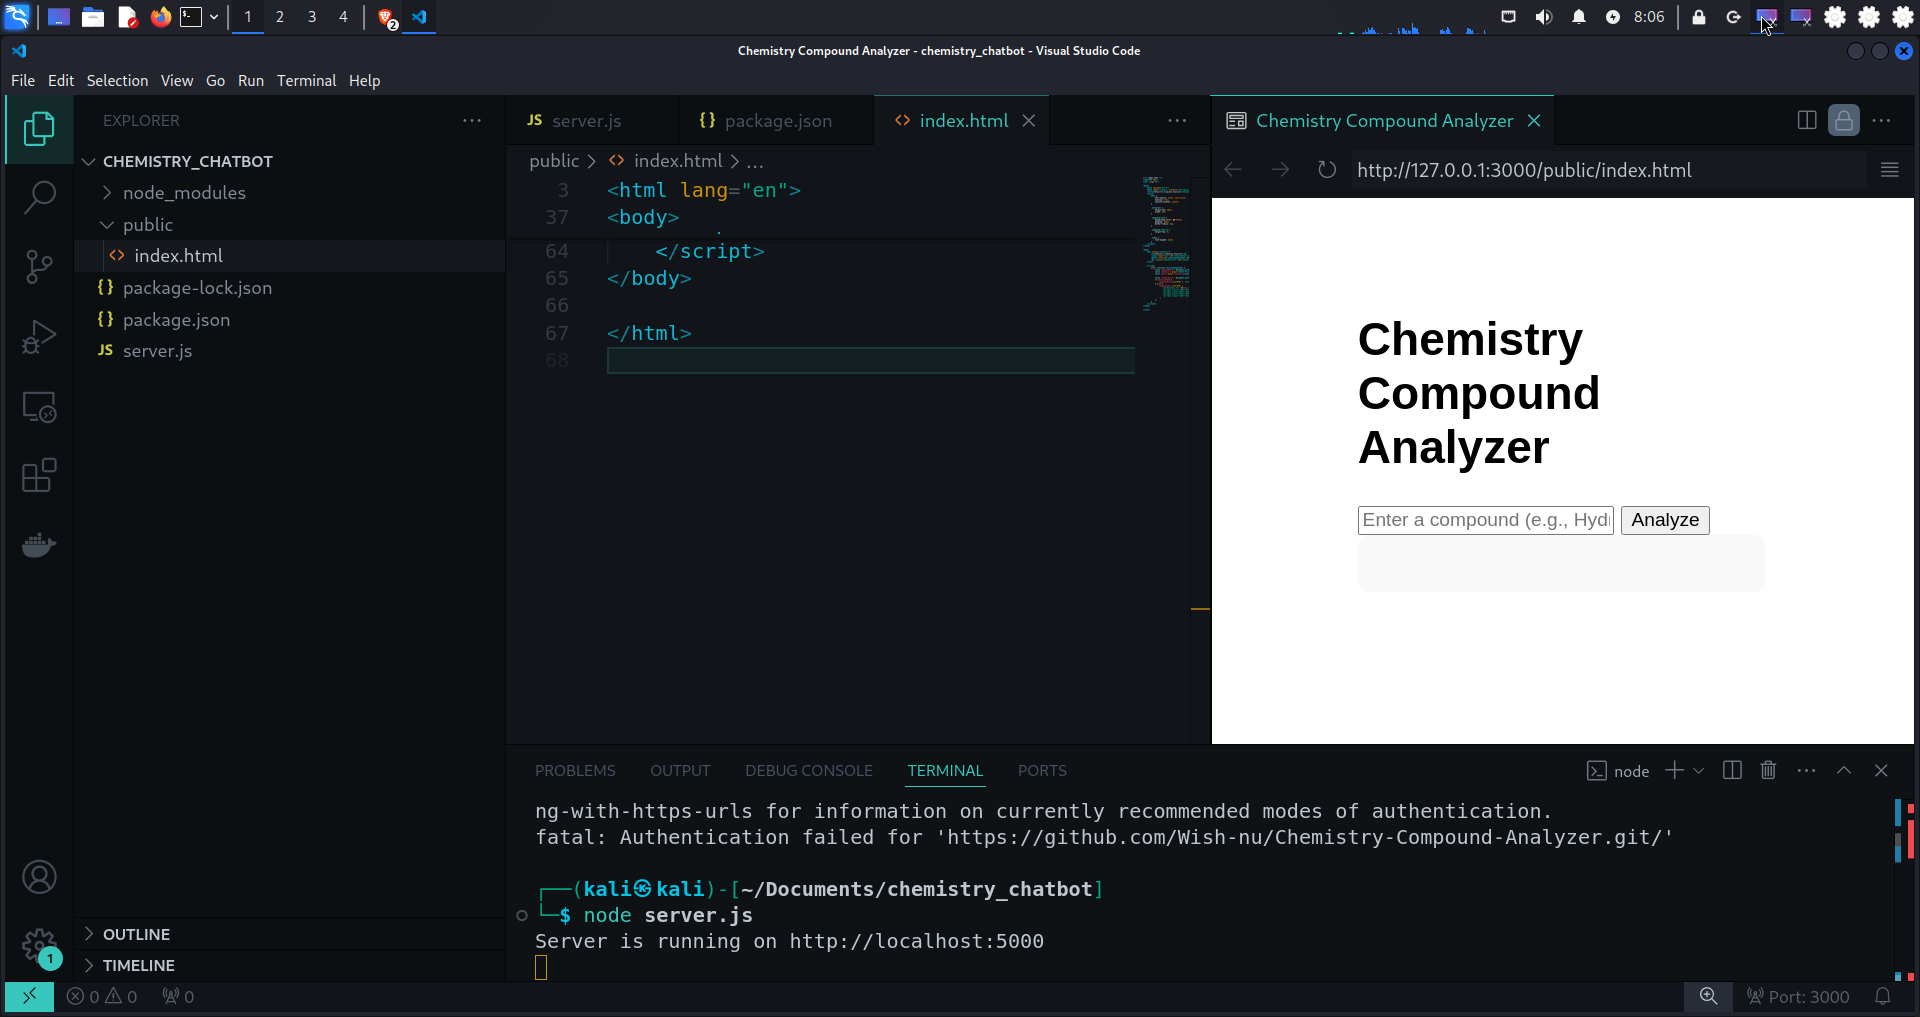 1 2 3 4 2 8:06
Chemistry Compound Analyzer - chemistry_chatbot - Visual Studio Code
File Edit Selection View Go Run Terminal Help
EXPLORER
CHEMISTRY_CHATBOT
node_modules
public
index.html
package-lock.json
package.json
server.js
OUTLINE
TIMELINE
1
JS server.js {} package.json <> index.html
public > <> index.html > ...
3 <html lang="en">
37 <body>
64 </script>
65 </body>
66
67 </html>
68
Chemistry Compound Analyzer
http://127.0.0.1:3000/public/index.html
Chemistry
Compound
Analyzer
Enter a compound (e.g., Hyd
Analyze
PROBLEMS OUTPUT DEBUG CONSOLE TERMINAL PORTS
node
ng-with-https-urls for information on currently recommended modes of authentication.
fatal: Authentication failed for 'https://github.com/Wish-nu/Chemistry-Compound-Analyzer.git/'
┌──(kali㉿kali)-[~/Documents/chemistry_chatbot]
└─$ node server.js
Server is running on http://localhost:5000
0 0 0
Port: 3000